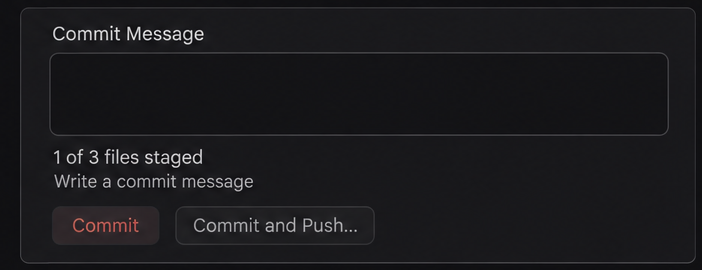 Commit Message
1 of 3 files staged
Write a commit message
Commit
Commit and Push...